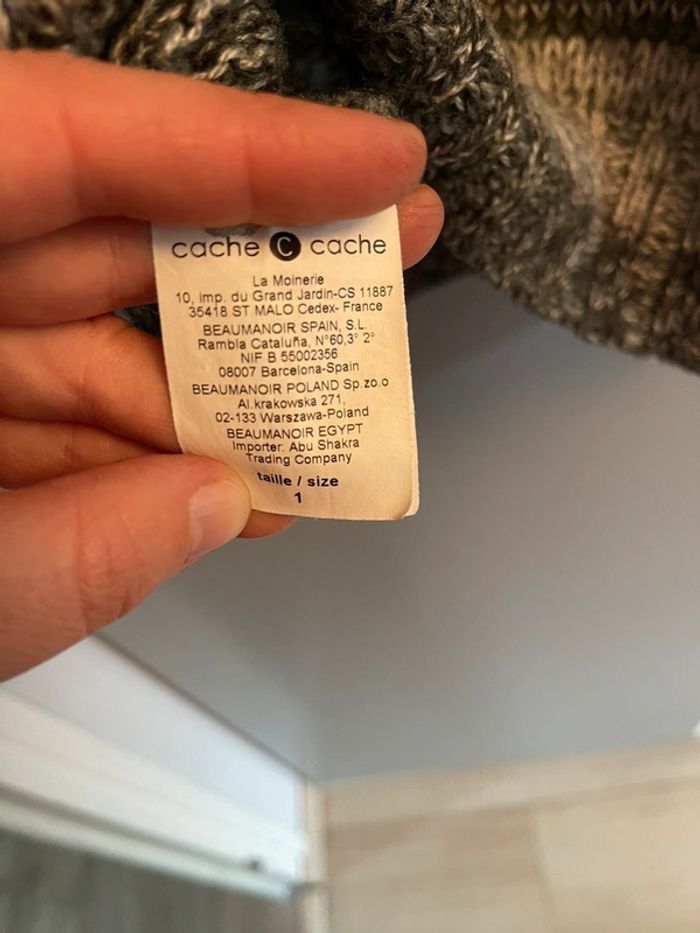 cache C cache
La Moinerie
10, imp. du Grand Jardin-CS 11887
35418 ST MALO Cedex- France
BEAUMANOIR SPAIN, S.L.
Rambla Cataluña, N°60,3° 2°
NIF B 55002356
08007 Barcelona-Spain
BEAUMANOIR POLAND Sp.zo.o
Al.krakowska 271,
02-133 Warszawa-Poland
BEAUMANOIR EGYPT
Importer: Abu Shakra
Trading Company
taille / size
1